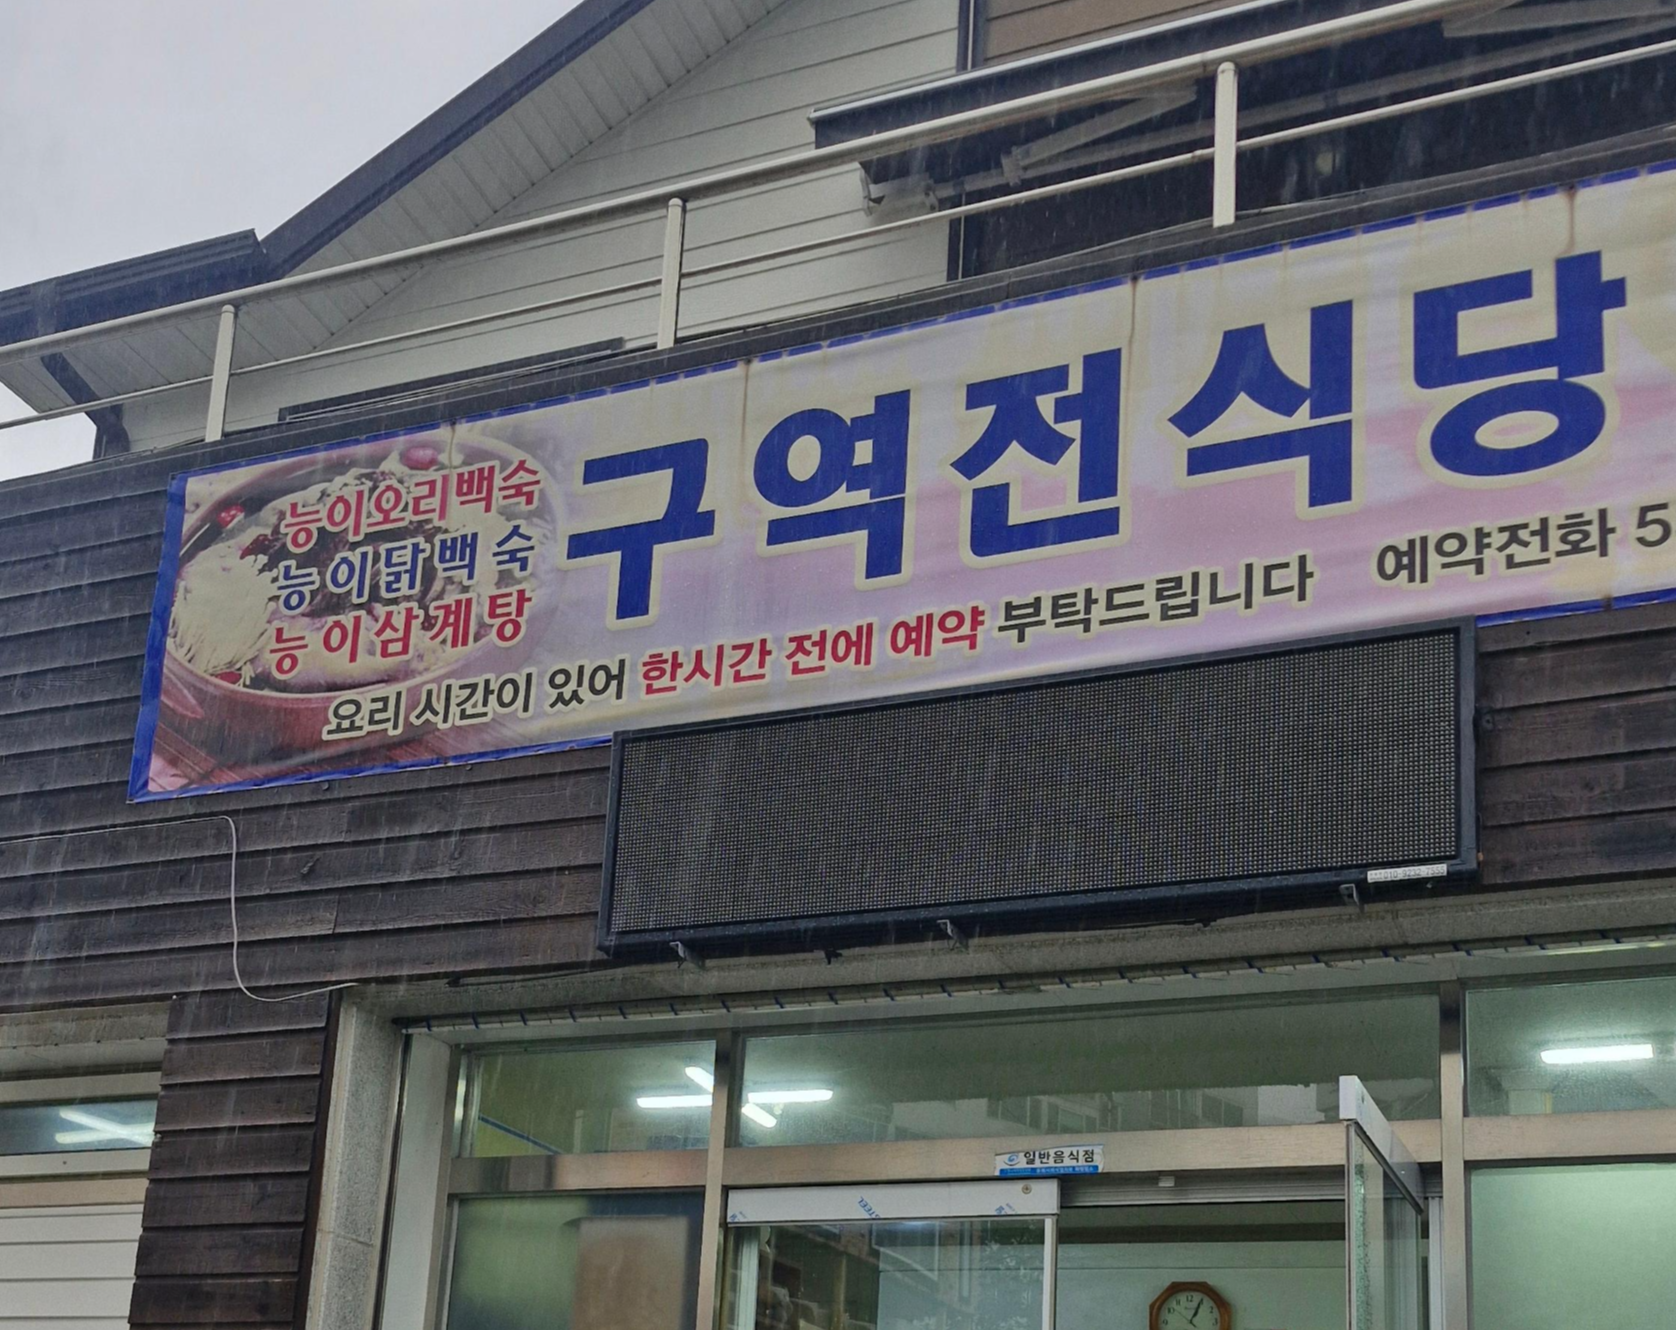 능이오리백숙
능이닭백숙
능이삼계탕
구역전식당
요리 시간이 있어 한시간 전에 예약 부탁드립니다 예약전화 5
일반음식점